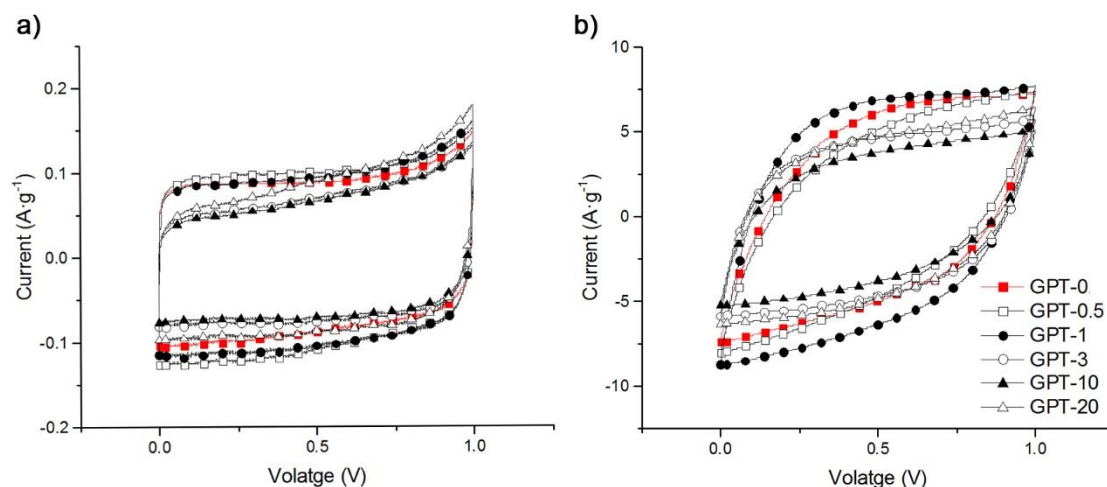 a)
0.2
0.1
0.0
-0.1
-0.2
Current (A·g⁻¹)
0.0
0.5
1.0
Volatge (V)
b)
10
5
0
-5
-10
Current (A·g⁻¹)
0.0
0.5
1.0
Volatge (V)
GPT-0
GPT-0.5
GPT-1
GPT-3
GPT-10
GPT-20